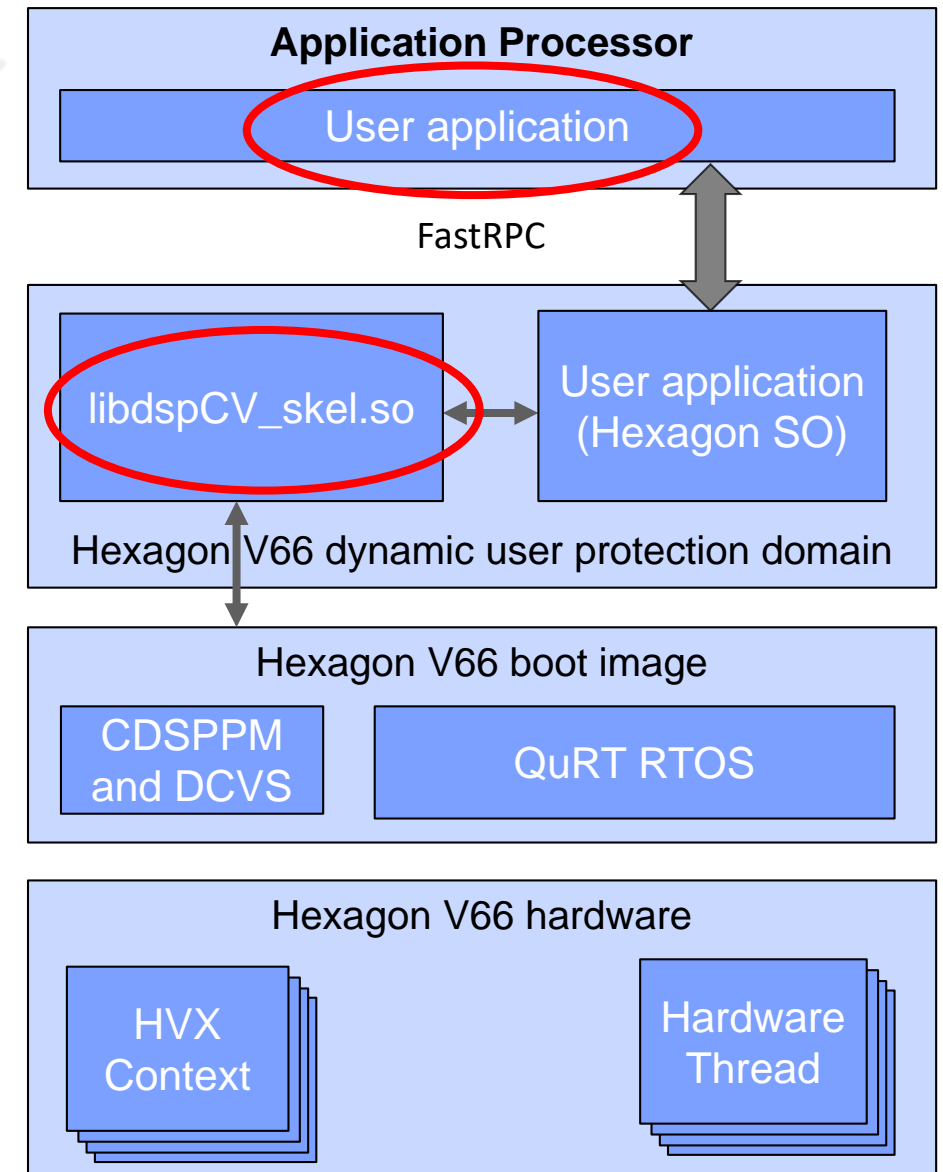 Application Processor
User application
FastRPC
libdspCV_skel.so
User application
(Hexagon SO)
Hexagon V66 dynamic user protection domain
Hexagon V66 boot image
CDSPPM
and DCVS
QuRT RTOS
Hexagon V66 hardware
HVX
Context
Hardware
Thread